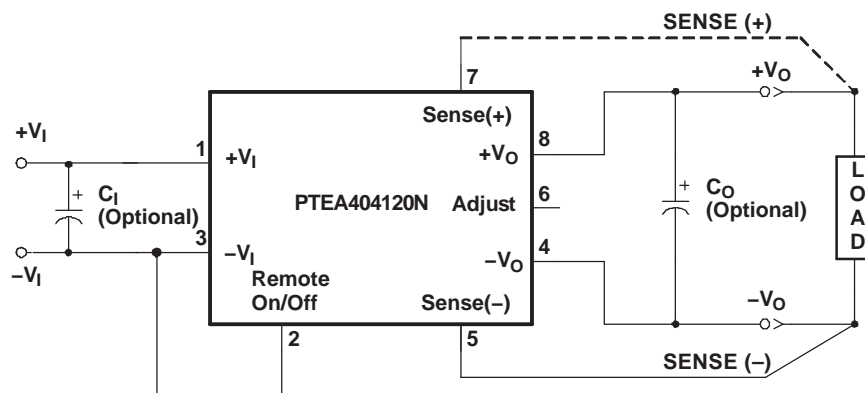 SENSE (+)
7
+VO
Sense(+)
+VI
1
8
+VI
+VO
+
CI
(Optional)
PTEA404120N
Adjust
6
+
CO
(Optional)
LOAD
3
4
–VI
–VI
–VO
Remote
On/Off
Sense(–)
–VO
2
5
SENSE (–)